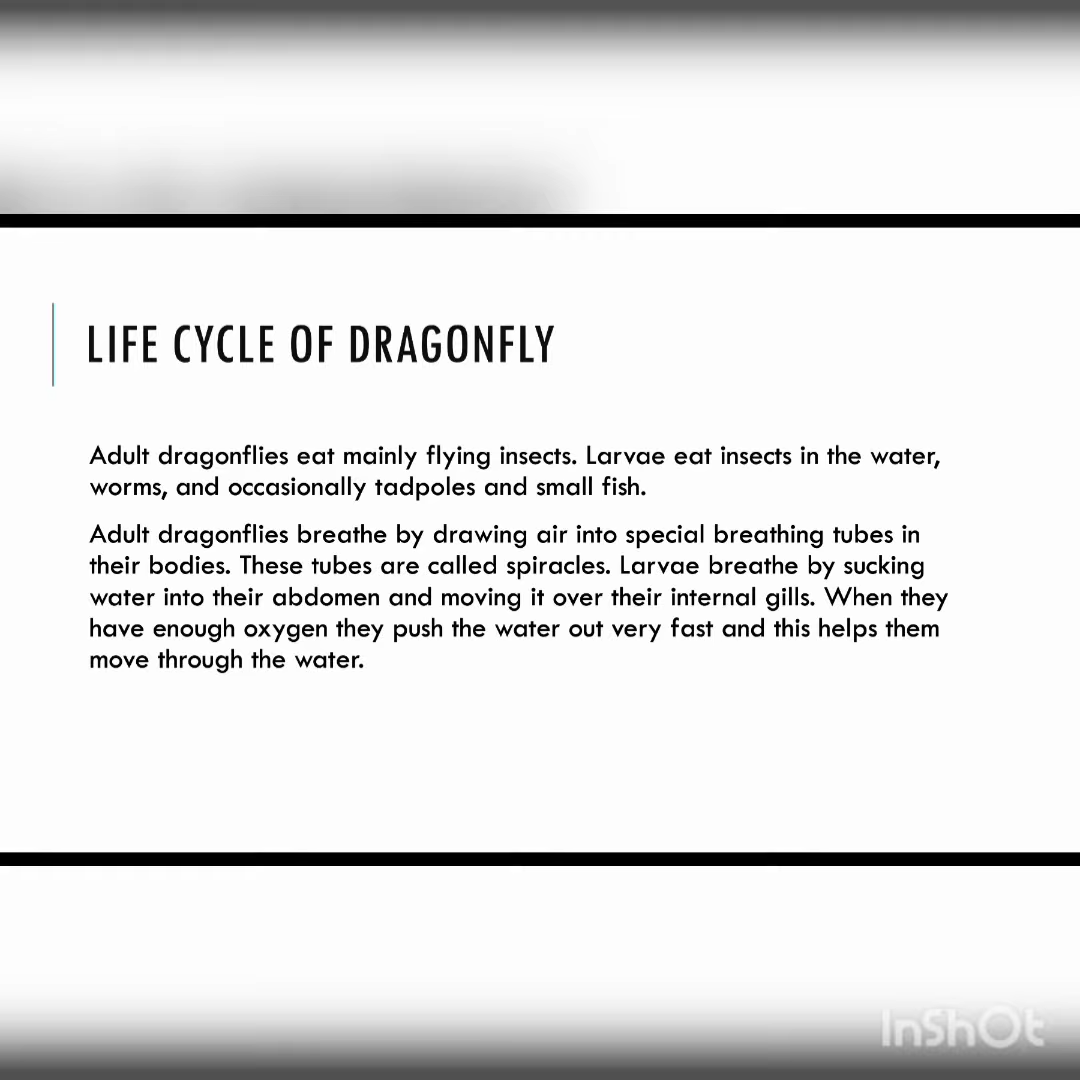 LIFE CYCLE OF DRAGONFLY
Adult dragonflies eat mainly flying insects. Larvae eat insects in the water,
worms, and occasionally tadpoles and small fish.
Adult dragonflies breathe by drawing air into special breathing tubes in
their bodies. These tubes are called spiracles. Larvae breathe by sucking
water into their abdomen and moving it over their internal gills. When they
have enough oxygen they push the water out very fast and this helps them
move through the water.
InShOt